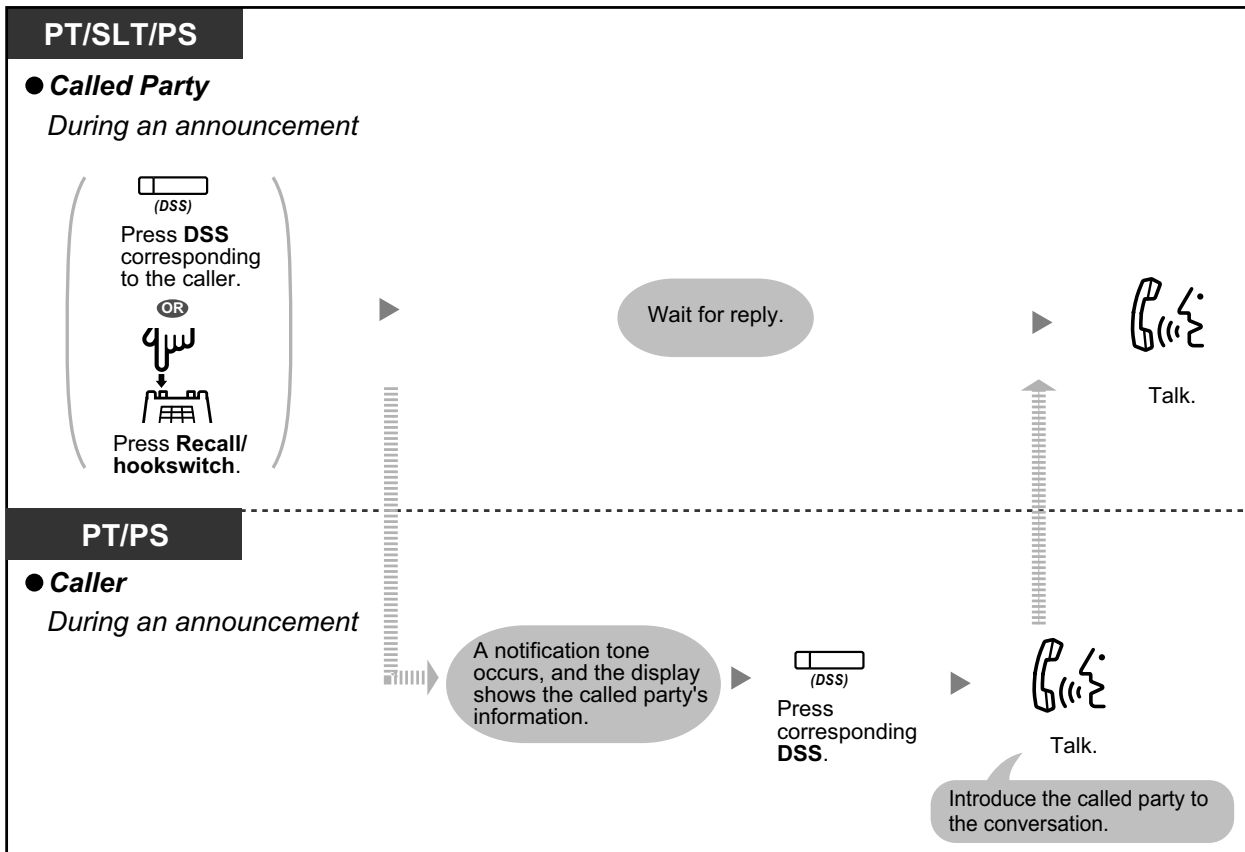 PT/SLT/PS
● Called Party
During an announcement
(DSS)
Press DSS
corresponding
to the caller.
OR
Press Recall/
hookswitch.
Wait for reply.
Talk.
PT/PS
● Caller
During an announcement
A notification tone
occurs, and the display
shows the called party's
information.
(DSS)
Press
corresponding
DSS.
Talk.
Introduce the called party to
the conversation.